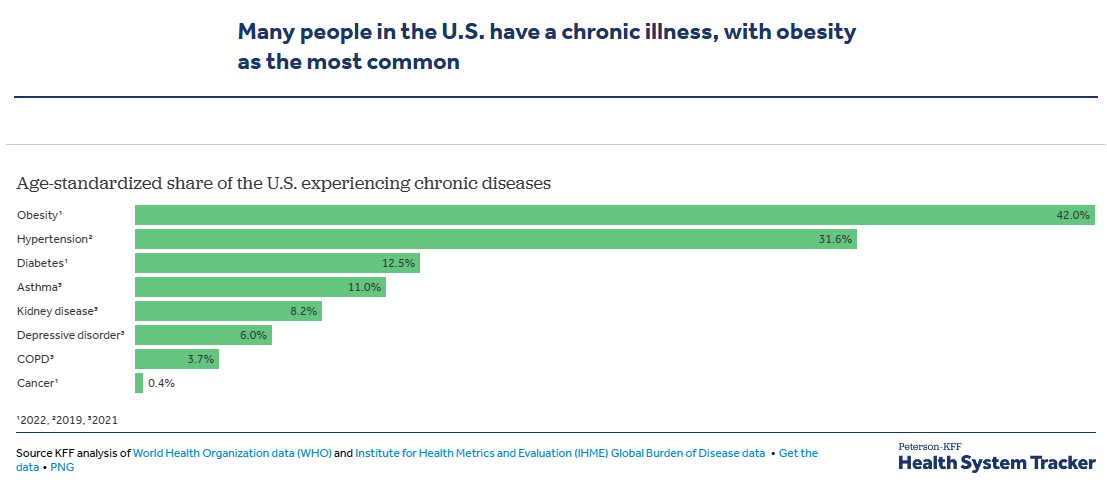 Many people in the U.S. have a chronic illness, with obesity
as the most common
Age-standardized share of the U.S. experiencing chronic diseases
Obesity¹ 42.0%
Hypertension² 31.6%
Diabetes¹ 12.5%
Asthma³ 11.0%
Kidney disease³ 8.2%
Depressive disorder³ 6.0%
COPD³ 3.7%
Cancer¹ 0.4%
¹2022, ²2019, ³2021
Source KFF analysis of World Health Organization data (WHO) and Institute for Health Metrics and Evaluation (IHME) Global Burden of Disease data • Get the
data • PNG
Peterson-KFF
Health System Tracker